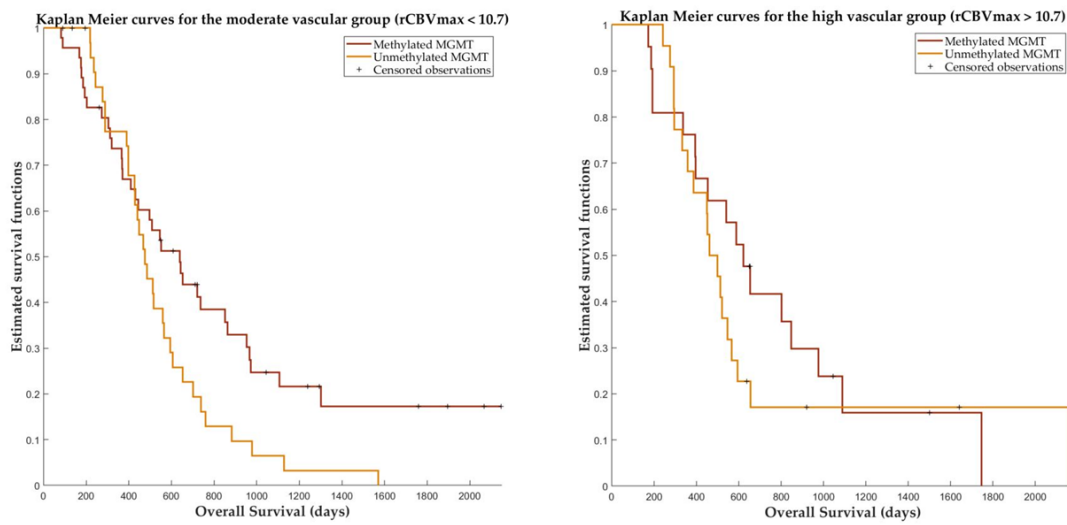 Kaplan Meier curves for the moderate vascular group (rCBVmax < 10.7)
Methylated MGMT
Unmethylated MGMT
Censored observations
Estimated survival functions
1
0.9
0.8
0.7
0.6
0.5
0.4
0.3
0.2
0.1
0
0 200 400 600 800 1000 1200 1400 1600 1800 2000
Overall Survival (days)
Kaplan Meier curves for the high vascular group (rCBVmax > 10.7)
Methylated MGMT
Unmethylated MGMT
Censored observations
Estimated survival functions
1
0.9
0.8
0.7
0.6
0.5
0.4
0.3
0.2
0.1
0
0 200 400 600 800 1000 1200 1400 1600 1800 2000
Overall Survival (days)